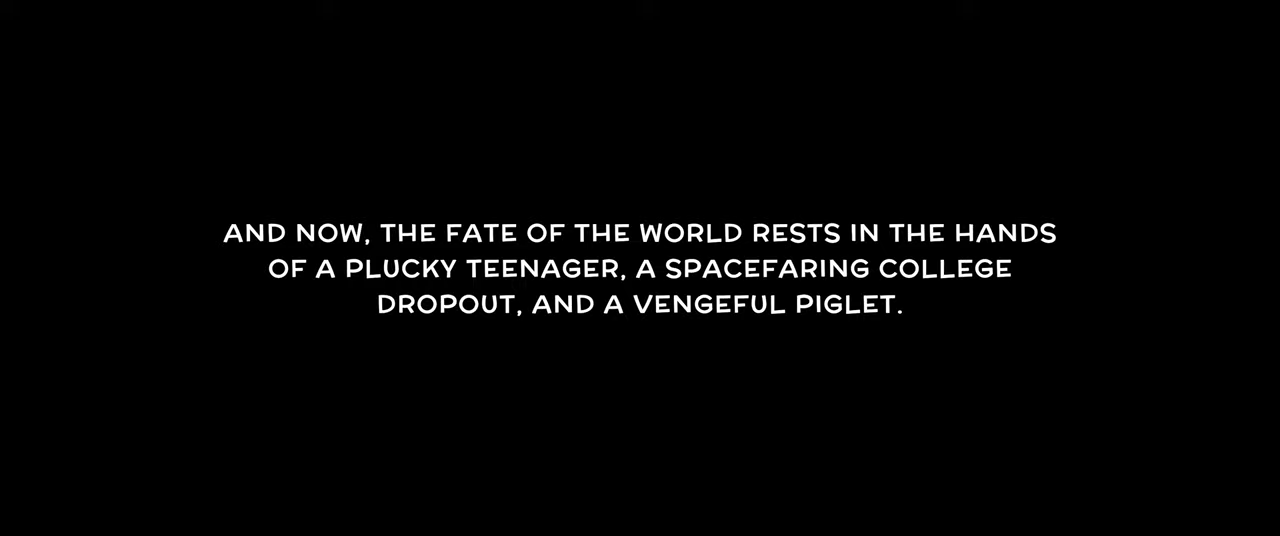 AND NOW, THE FATE OF THE WORLD RESTS IN THE HANDS
OF A PLUCKY TEENAGER, A SPACEFARING COLLEGE
DROPOUT, AND A VENGEFUL PIGLET.